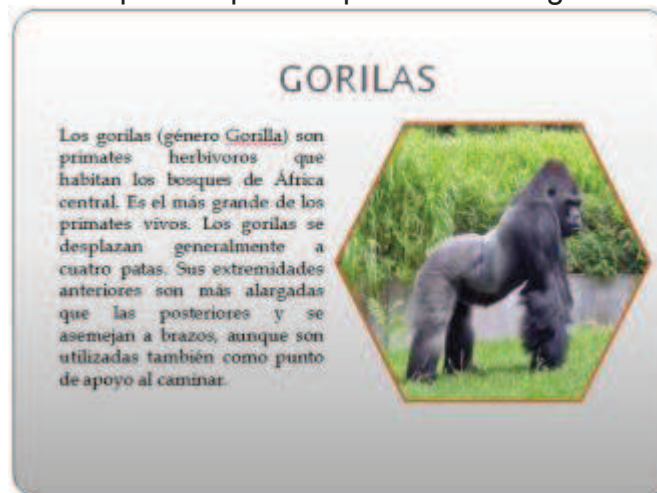 GORILAS
Los gorilas (género Gorilla) son
primates herbívoros que
habitan los bosques de África
central. Es el más grande de los
primates vivos. Los gorilas se
desplazan generalmente a
cuatro patas. Sus extremidades
anteriores son más alargadas
que las posteriores y se
asemejan a brazos, aunque son
utilizadas también como punto
de apoyo al caminar.